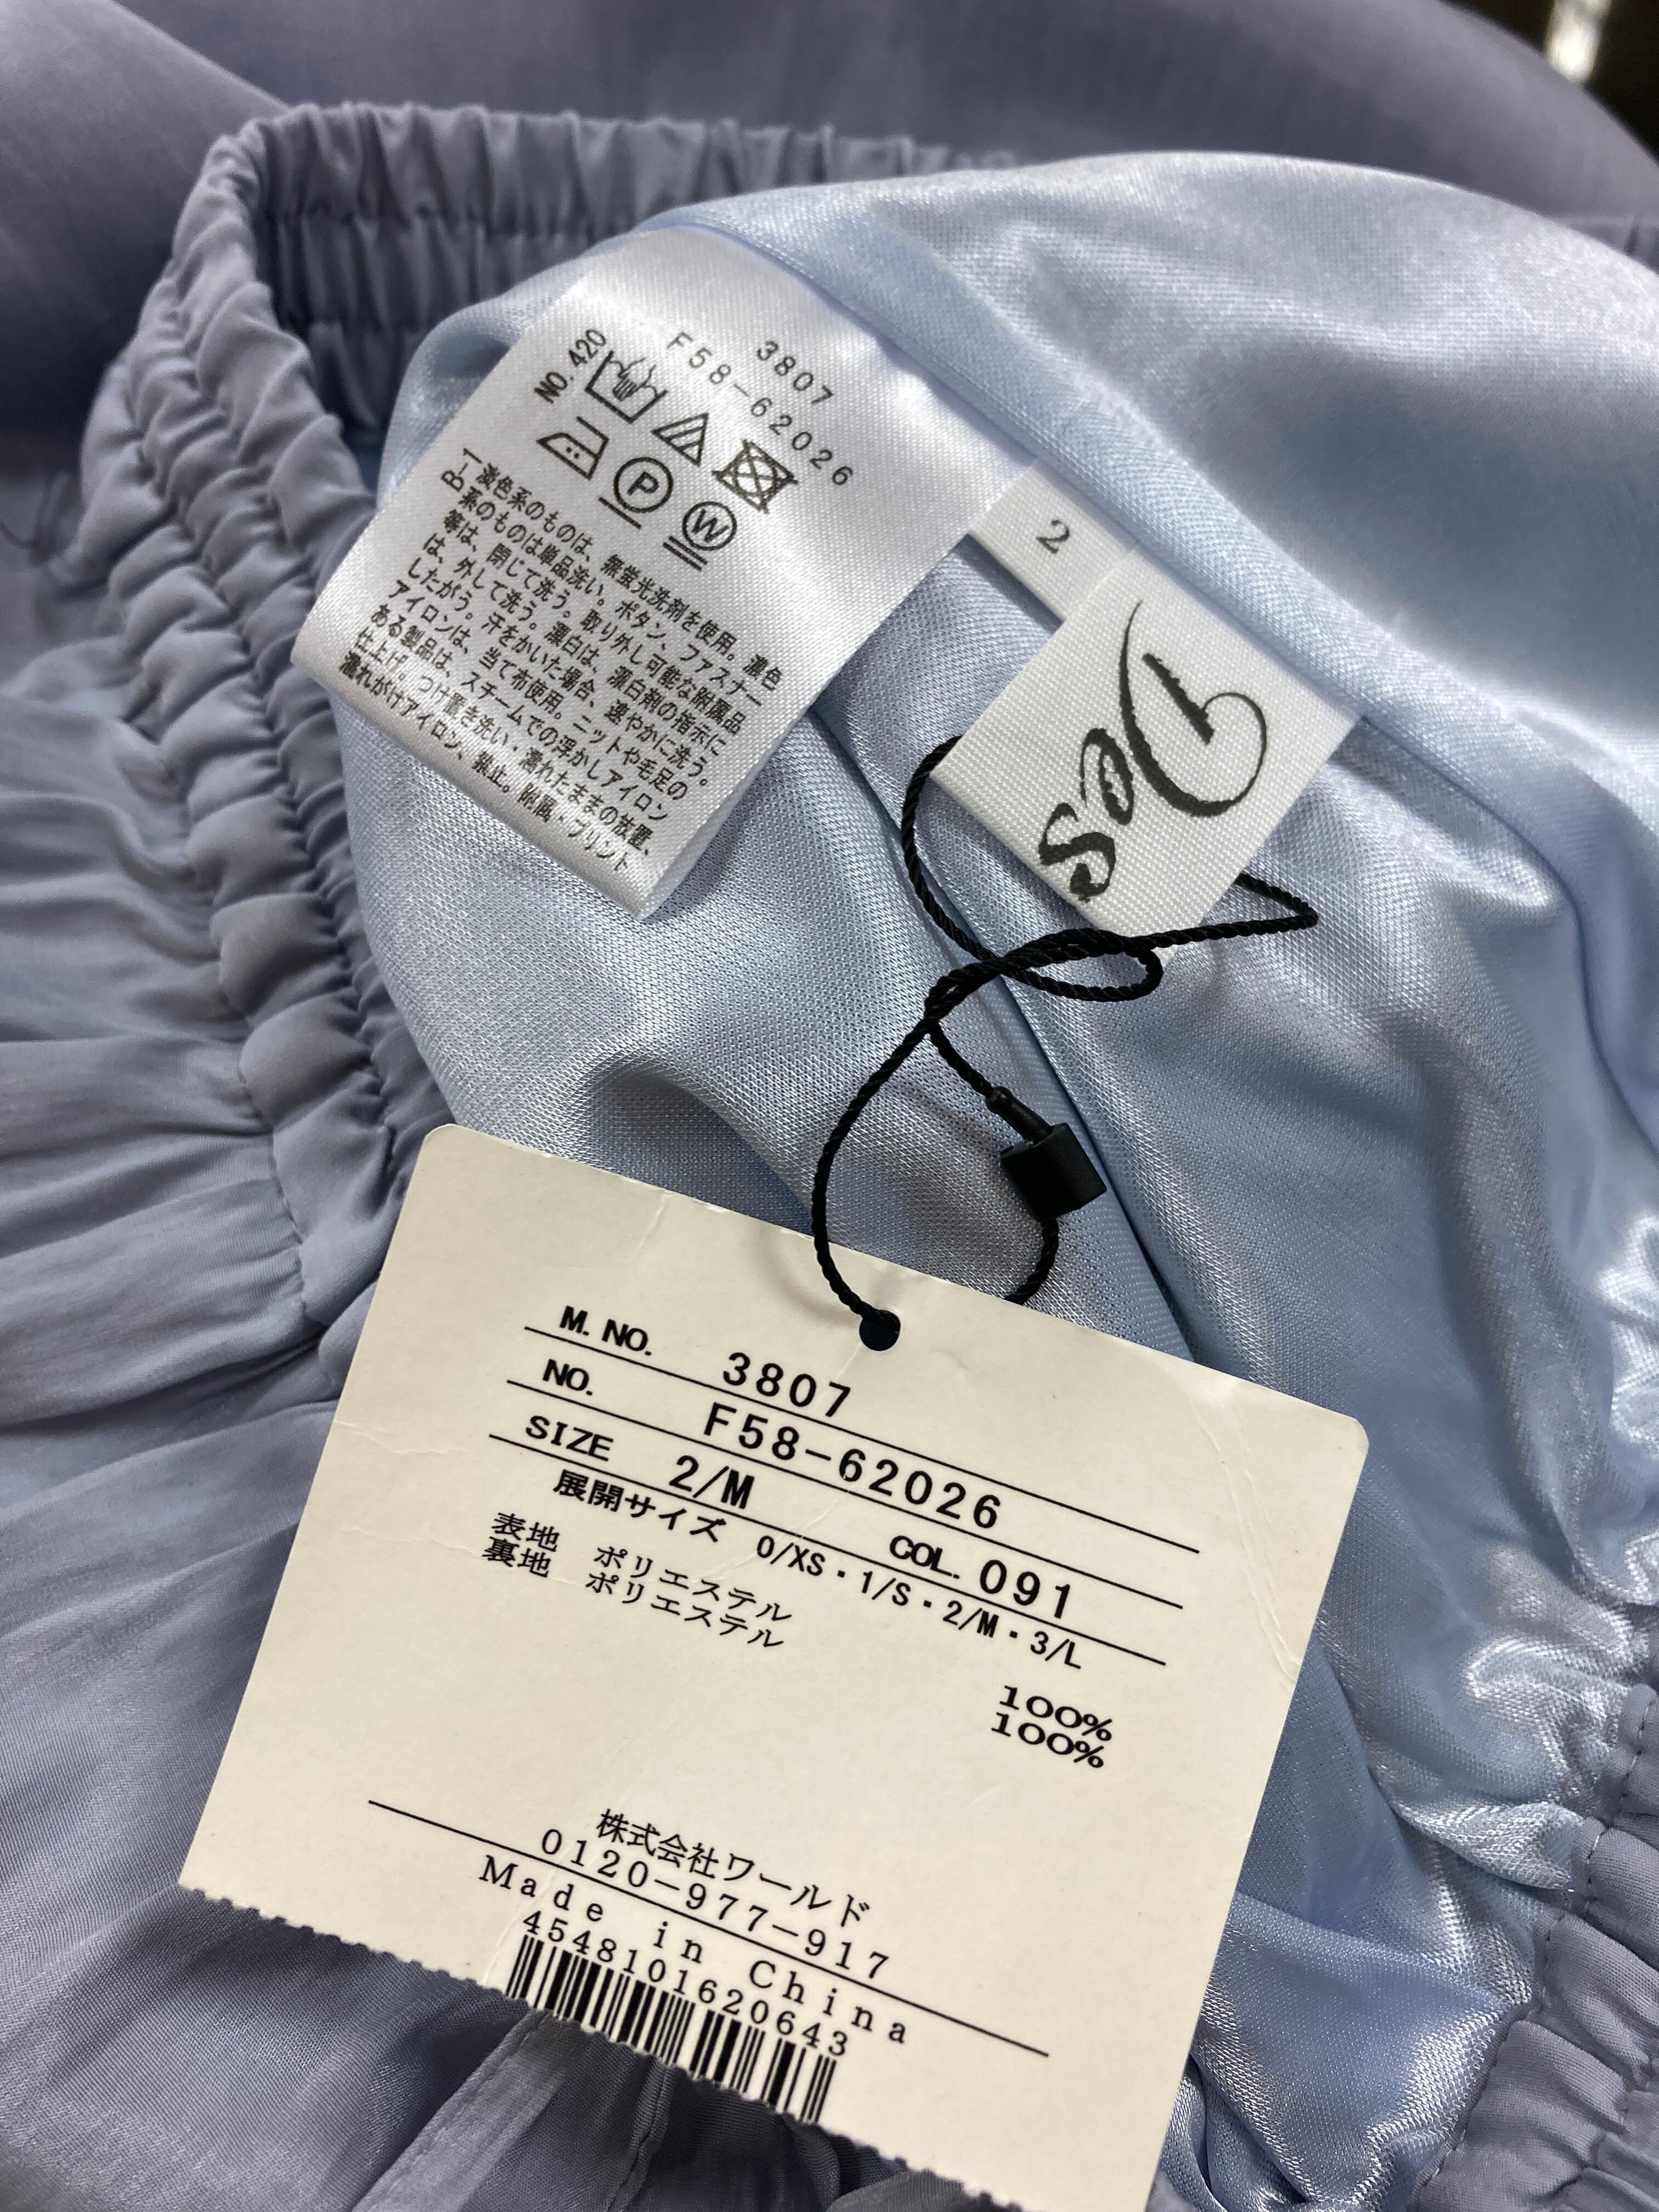 3807
F58-62026
NO.420
P
W
B-1
淡色系のものは、無蛍光洗剤を使用。濃色
系のものは単品洗い。ボタン、ファスナー
等は、閉じて洗う。取り外し可能な附属品
は、外して洗う。漂白は、漂白剤の指示に
したがう。汗をかいた場合、速やかに洗う。
アイロンは、当て布使用。ニットや毛足の
ある製品は、スチームでの浮かしアイロン
仕上げ。つけ置き洗い・濡れたままの放置、
濡れがけアイロン、禁止。附属・プリント
2
Des
M. NO. 3807
NO. F58-62026
SIZE 2/M COL. 091
展開サイズ 0/XS・1/S・2/M・3/L
表地 ポリエステル 100%
裏地 ポリエステル 100%
株式会社ワールド
0120-977-917
Made in China
4548101620643